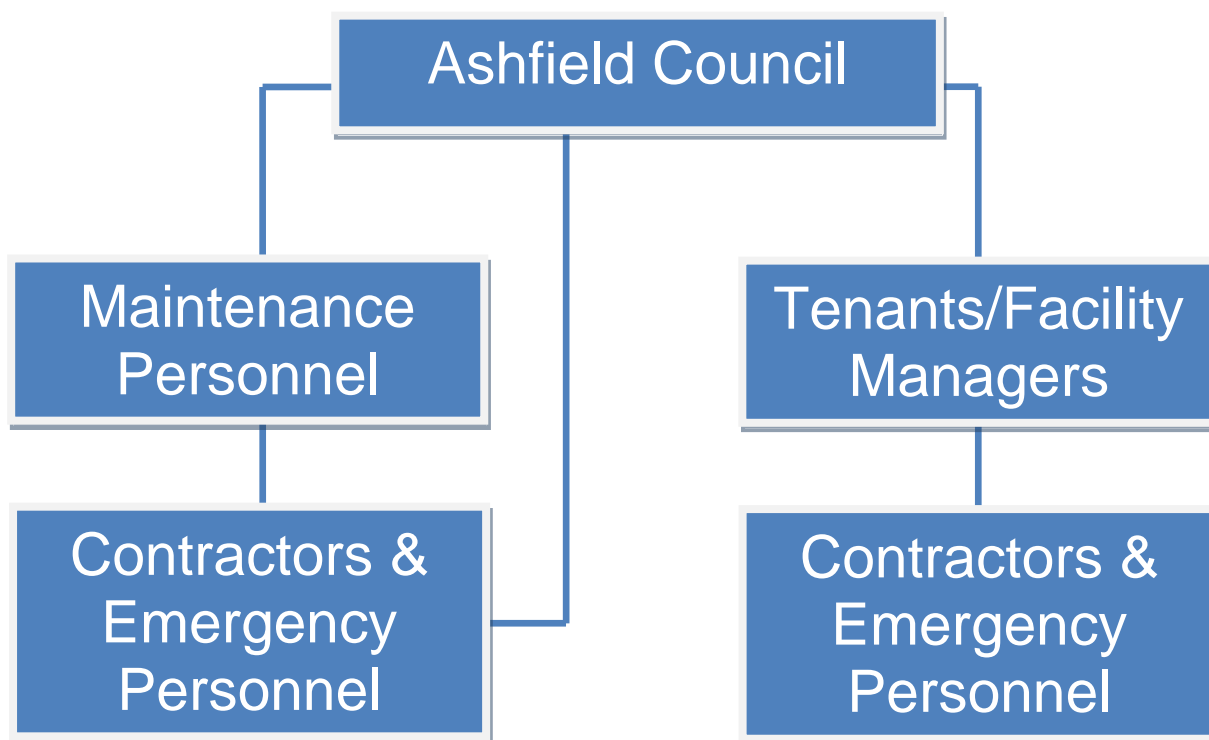 Ashfield Council
Maintenance
Personnel
Tenants/Facility
Managers
Contractors &
Emergency
Personnel
Contractors &
Emergency
Personnel